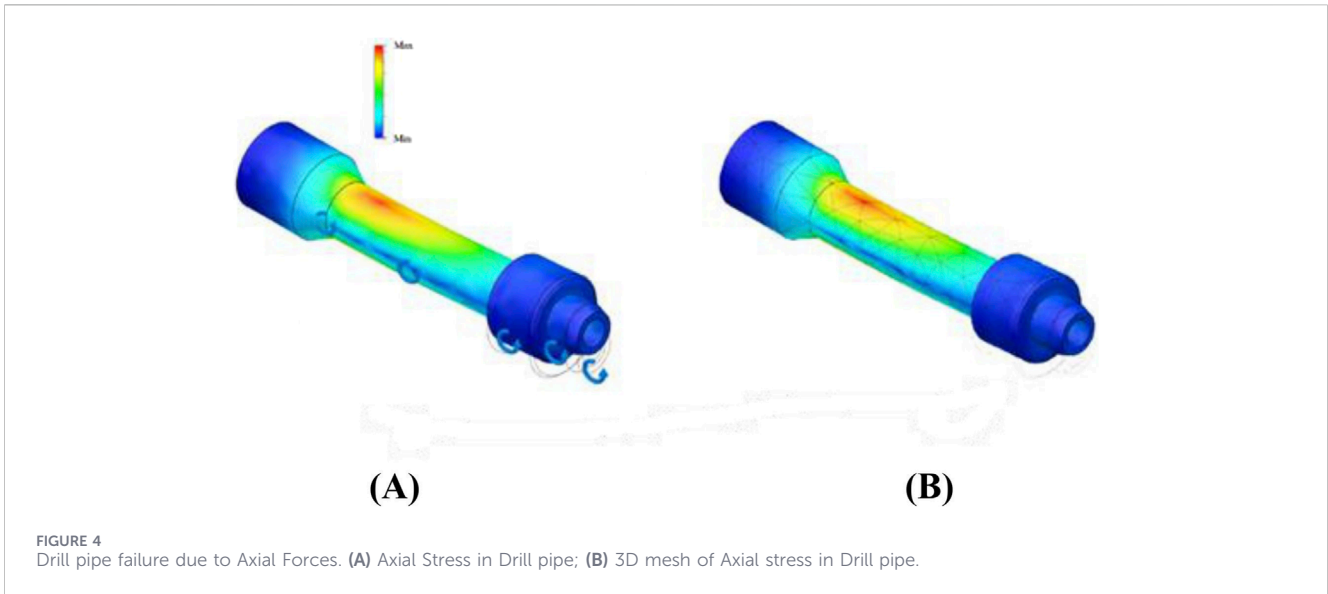 Max
Min
(A)
(B)
FIGURE 4
Drill pipe failure due to Axial Forces. (A) Axial Stress in Drill pipe; (B) 3D mesh of Axial stress in Drill pipe.